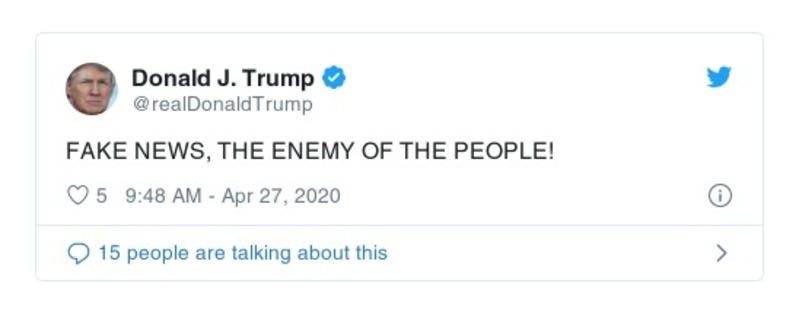 Donald J. Trump
@realDonaldTrump
FAKE NEWS, THE ENEMY OF THE PEOPLE!
5 9:48 AM - Apr 27, 2020
15 people are talking about this